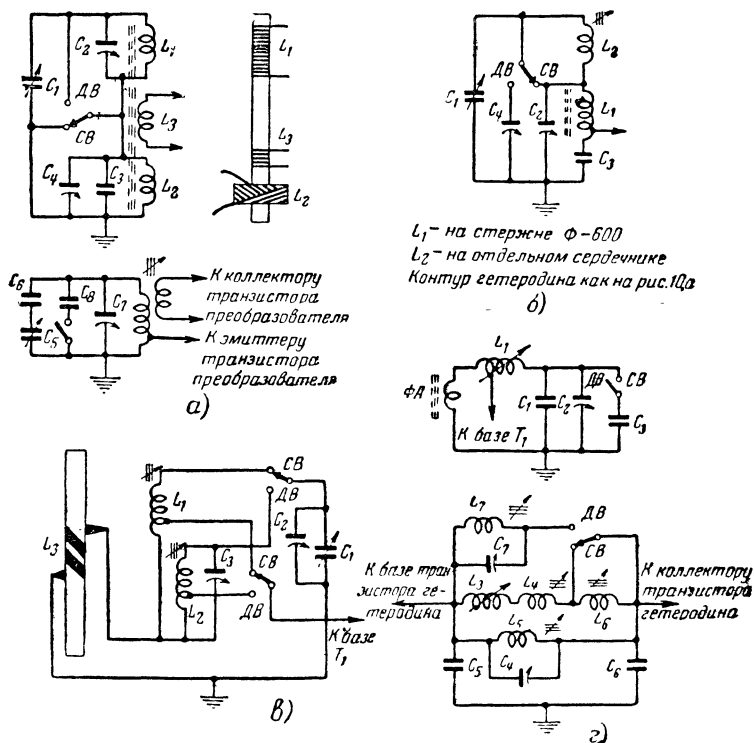 C₂
L₁
C₁
ДВ
L₃
СВ
C₄
C₃
L₂
L₁
L₃
L₂
C₆
C₈
C₇
C₅
К коллектору
транзистора
преобразователя
К эмиттеру
транзистора
преобразователя
а)
L₂
СВ
ДВ
C₁
C₄
C₂
L₁
C₃
L₁ – на стержне Ф-600
L₂ – на отдельном сердечнике
Контур гетеродина как на рис.10,а
б)
L₃
L₁
СВ
ДВ
C₂
C₁
C₃
СВ
L₂
ДВ
К базе
T₁
в)
L₁
ФА
ДВ
СВ
C₁
C₂
C₃
К базе T₁
L₇
ДВ
C₇
СВ
К базе тран-
зистора ге-
теродина
L₃
L₄
L₆
К коллектору
транзистора
гетеродина
L₅
C₅
C₄
C₆
г)